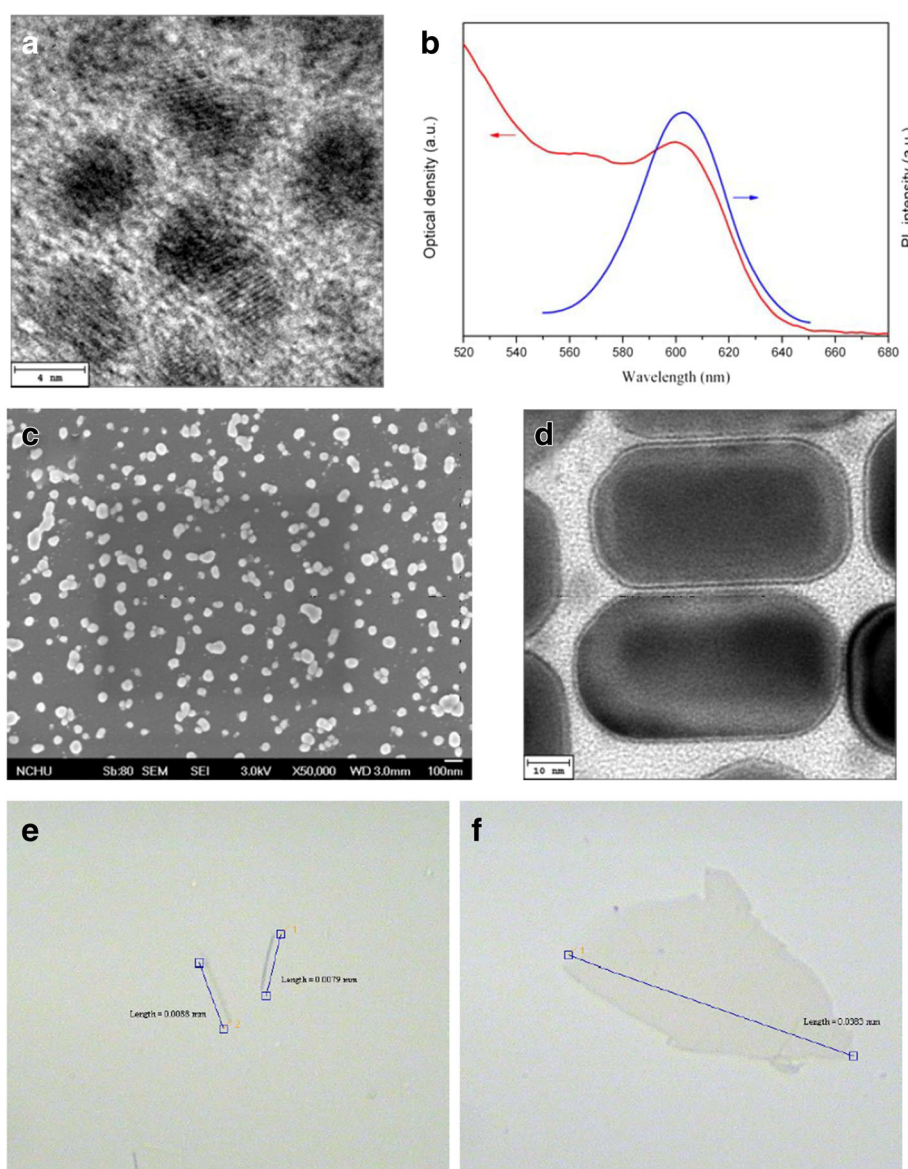 a
4 nm
b
Optical density (a.u.)
PL intensity (a.u.)
520 540 560 580 600 620 640 660 680
Wavelength (nm)
c
NCHU Sb:80 SEM SEI 3.0kV X50,000 WD 3.0mm 100nm
d
10 nm
e
1
Length = 0.0079 mm
Length = 0.0088 mm
2
f
1
Length = 0.0383 mm